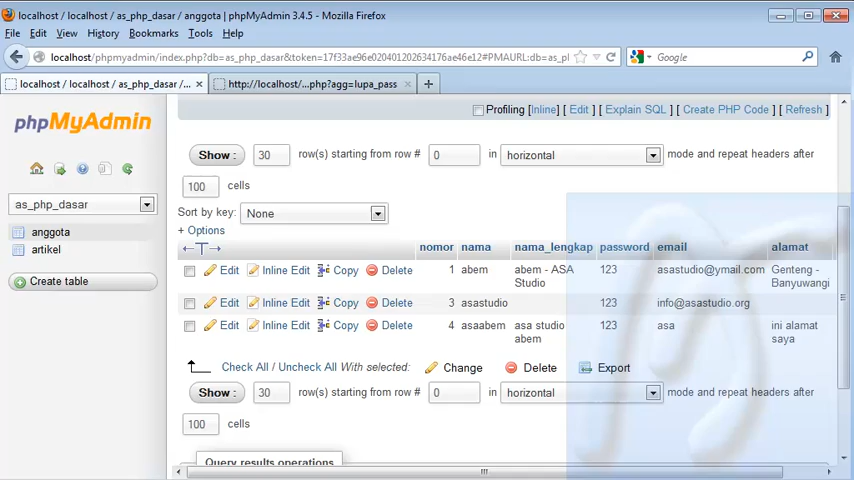 localhost / localhost / as_php_dasar / anggota | phpMyAdmin 3.4.5 - Mozilla Firefox
File Edit View History Bookmarks Tools Help
localhost/phpmyadmin/index.php?db=as_php_dasar&token=17f33ae96e020401202634176ae46e12#PMAURL:db=as_pl
Google
localhost / localhost / as_php_dasar /... ×
http://localhost/...php?agg=lupa_pass ×
phpMyAdmin
as_php_dasar
anggota
artikel
Create table
Profiling [Inline] [ Edit ] [ Explain SQL ] [ Create PHP Code ] [ Refresh ]
Show : 30 row(s) starting from row # 0 in horizontal mode and repeat headers after
100 cells
Sort by key: None
+ Options
←T→ nomor nama nama_lengkap password email alamat
Edit Inline Edit Copy Delete 1 abem abem - ASA Studio 123 asastudio@ymail.com Genteng - Banyuwangi
Edit Inline Edit Copy Delete 3 asastudio 123 info@asastudio.org
Edit Inline Edit Copy Delete 4 asaabem asa studio abem 123 asa ini alamat saya
Check All / Uncheck All With selected: Change Delete Export
Show : 30 row(s) starting from row # 0 in horizontal mode and repeat headers after
100 cells
Query results operations